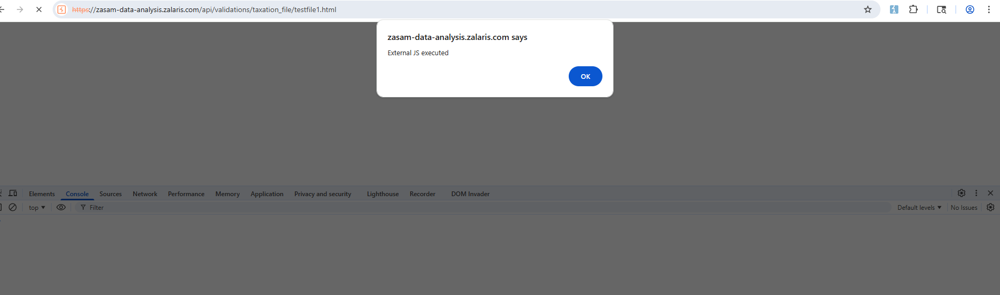 https://zasam-data-analysis.zalaris.com/api/validations/taxation_file/testfile1.html
zasam-data-analysis.zalaris.com says
External JS executed
OK
Elements Console Sources Network Performance Memory Application Privacy and security Lighthouse Recorder DOM Invader
top Filter Default levels No Issues